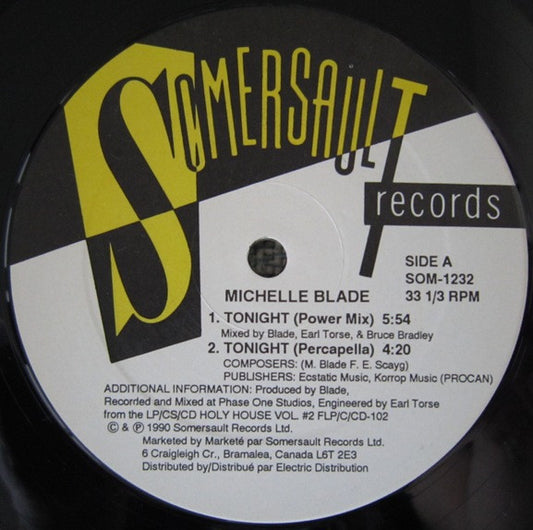 SOMERSAULT
records
SIDE A
SOM-1232
MICHELLE BLADE 33 1/3 RPM
1. TONIGHT (Power Mix) 5:54
Mixed by Blade, Earl Torse, & Bruce Bradley
2. TONIGHT (Percapella) 4:20
COMPOSERS: (M. Blade F. E. Scayg)
PUBLISHERS: Ecstatic Music, Korrop Music (PROCAN)
ADDITIONAL INFORMATION: Produced by Blade,
Recorded and Mixed at Phase One Studios, Engineered by Earl Torse
from the LP/CS/CD HOLY HOUSE VOL. #2 FLP/C/CD-102
© & ℗ 1990 Somersault Records Ltd.
Marketed by Marketé par Somersault Records Ltd.
6 Craigleigh Cr., Bramalea, Canada L6T 2E3
Distributed by/Distribué par Electric Distribution